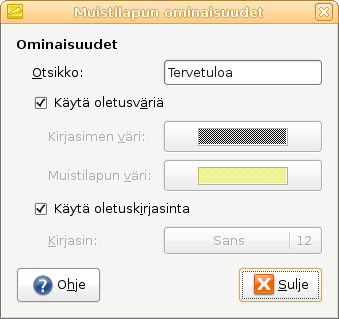 Muistilapun ominaisuudet
Ominaisuudet
Otsikko: Tervetuloa
Käytä oletusväriä
Kirjasimen väri:
Muistilapun väri:
Käytä oletuskirjasinta
Kirjasin: Sans 12
Ohje Sulje